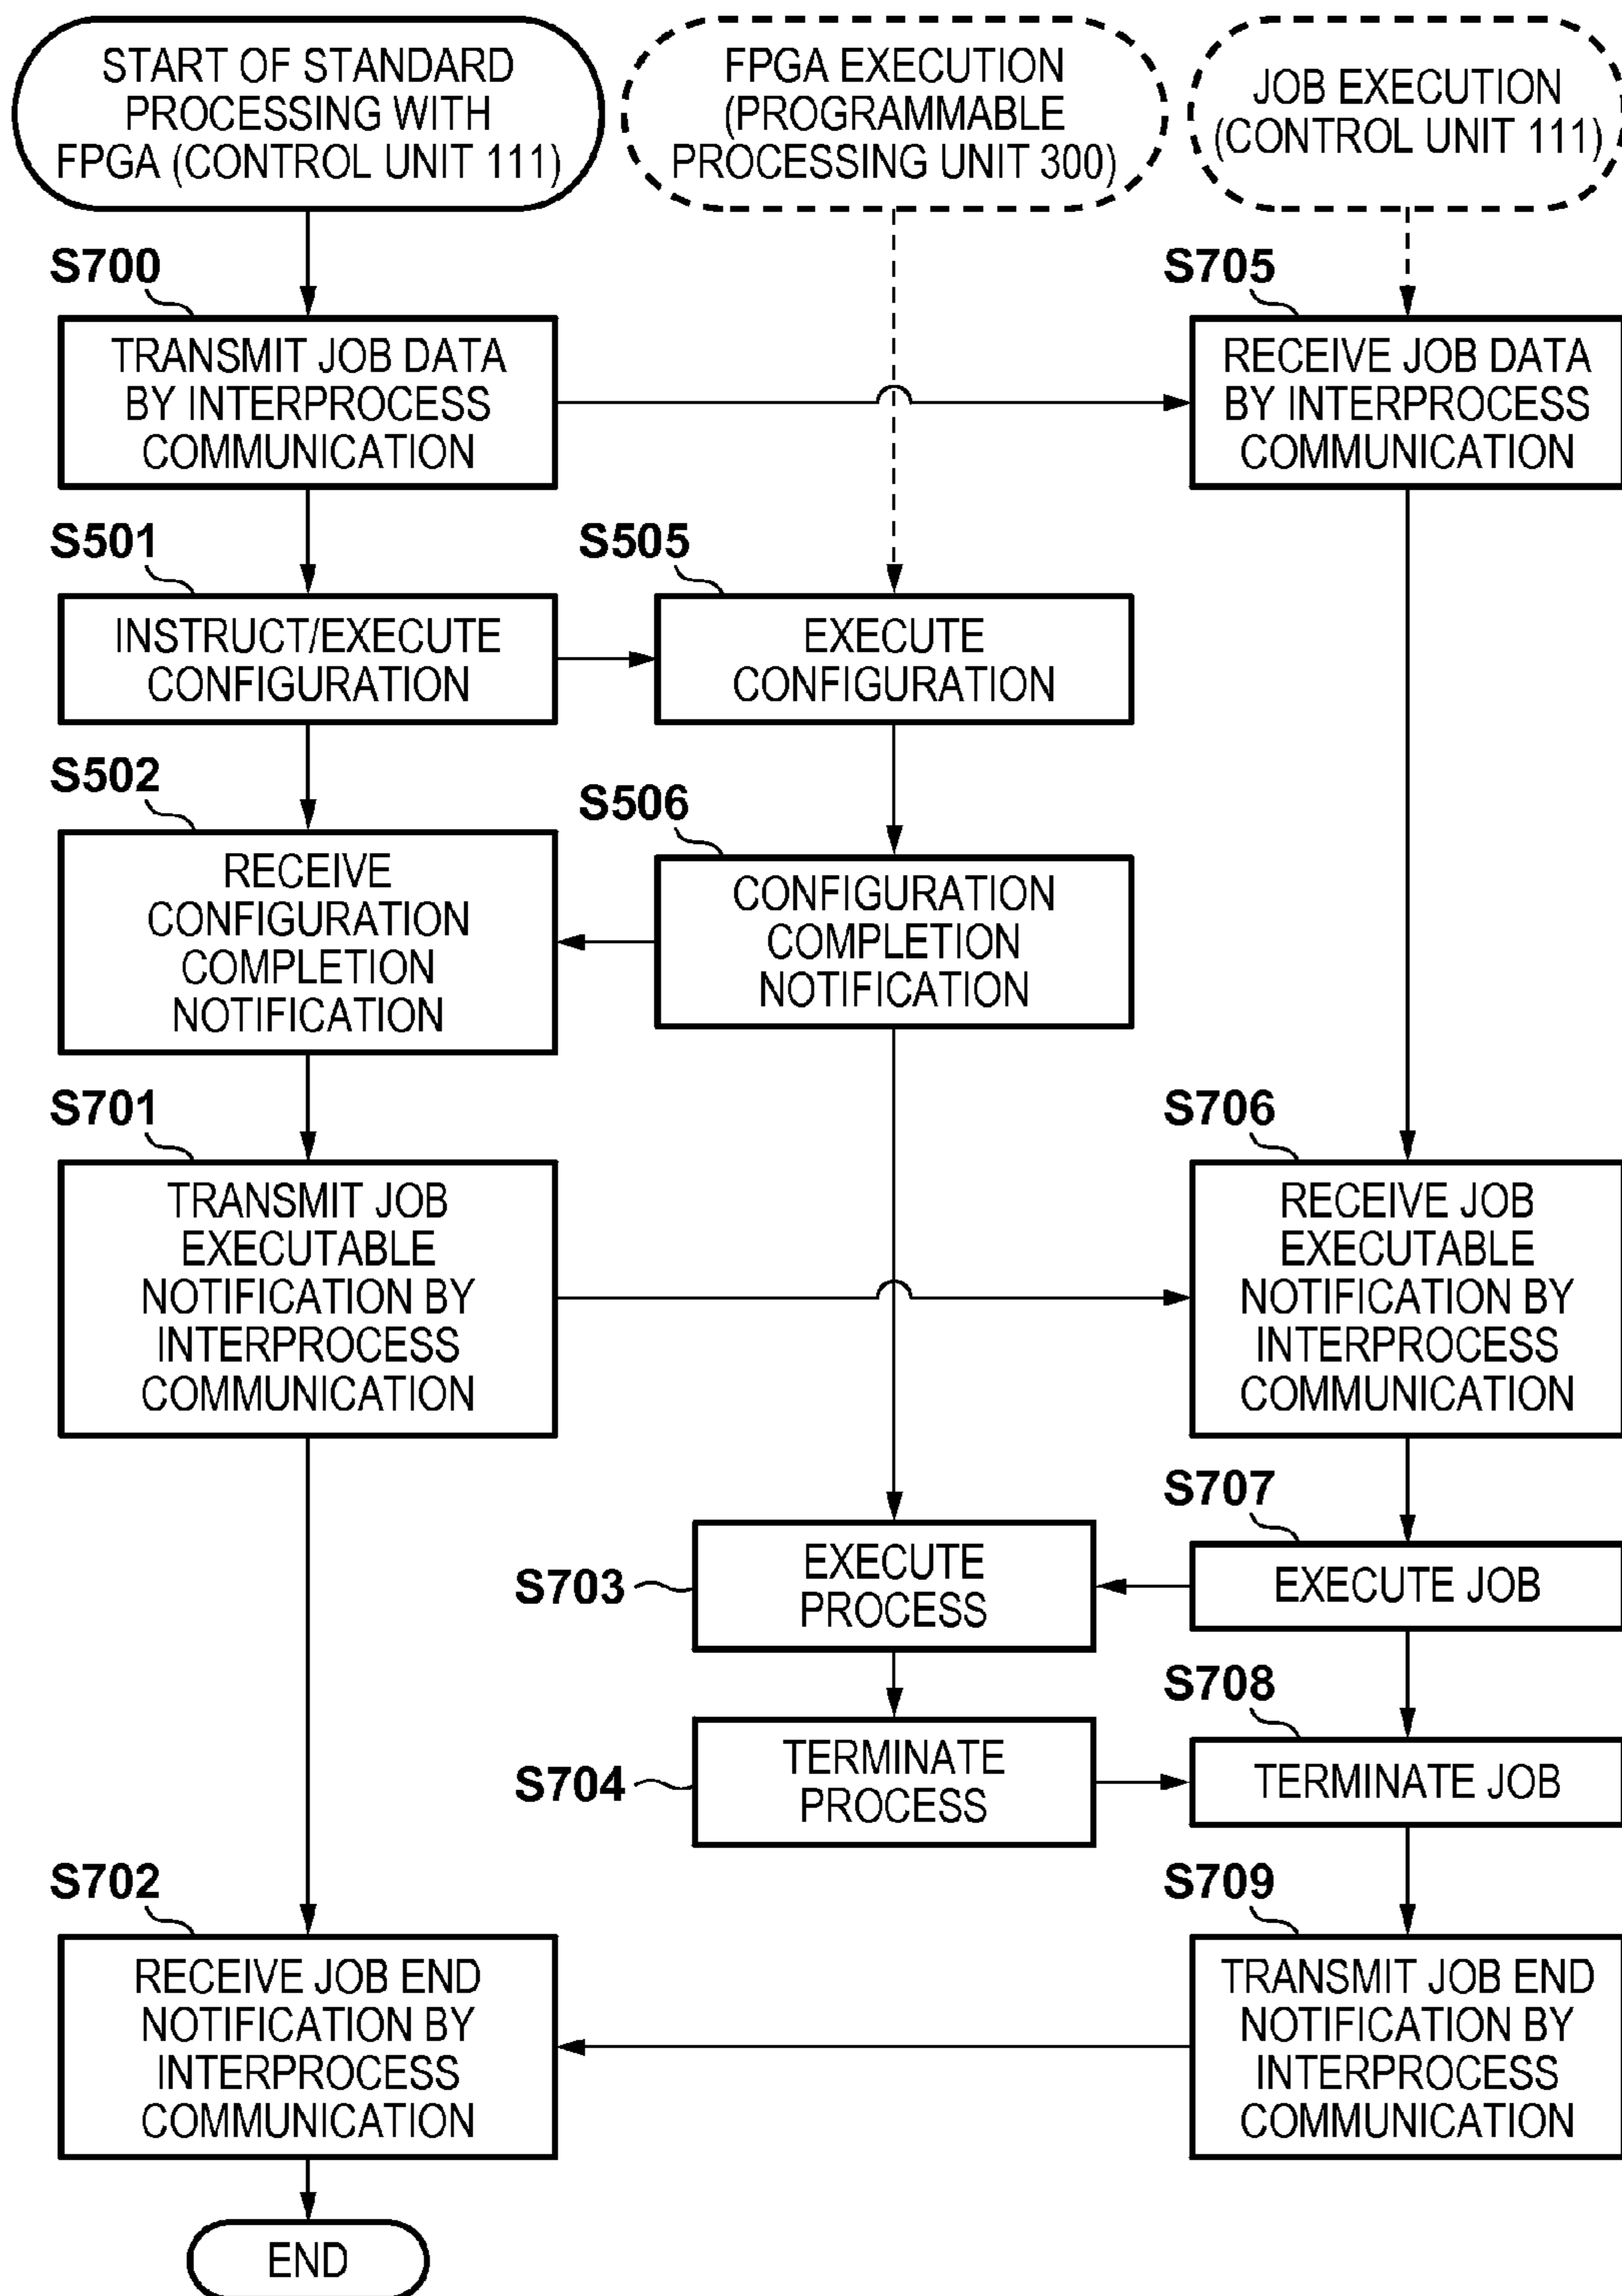 START OF STANDARD
PROCESSING WITH
FPGA (CONTROL UNIT 111)
FPGA EXECUTION
(PROGRAMMABLE
PROCESSING UNIT 300)
JOB EXECUTION
(CONTROL UNIT 111)
S700
TRANSMIT JOB DATA
BY INTERPROCESS
COMMUNICATION
S705
RECEIVE JOB DATA
BY INTERPROCESS
COMMUNICATION
S501
INSTRUCT/EXECUTE
CONFIGURATION
S505
EXECUTE
CONFIGURATION
S502
RECEIVE
CONFIGURATION
COMPLETION
NOTIFICATION
S506
CONFIGURATION
COMPLETION
NOTIFICATION
S701
TRANSMIT JOB
EXECUTABLE
NOTIFICATION BY
INTERPROCESS
COMMUNICATION
S706
RECEIVE JOB
EXECUTABLE
NOTIFICATION BY
INTERPROCESS
COMMUNICATION
S703
EXECUTE
PROCESS
S707
EXECUTE JOB
S704
TERMINATE
PROCESS
S708
TERMINATE JOB
S702
RECEIVE JOB END
NOTIFICATION BY
INTERPROCESS
COMMUNICATION
S709
TRANSMIT JOB END
NOTIFICATION BY
INTERPROCESS
COMMUNICATION
END